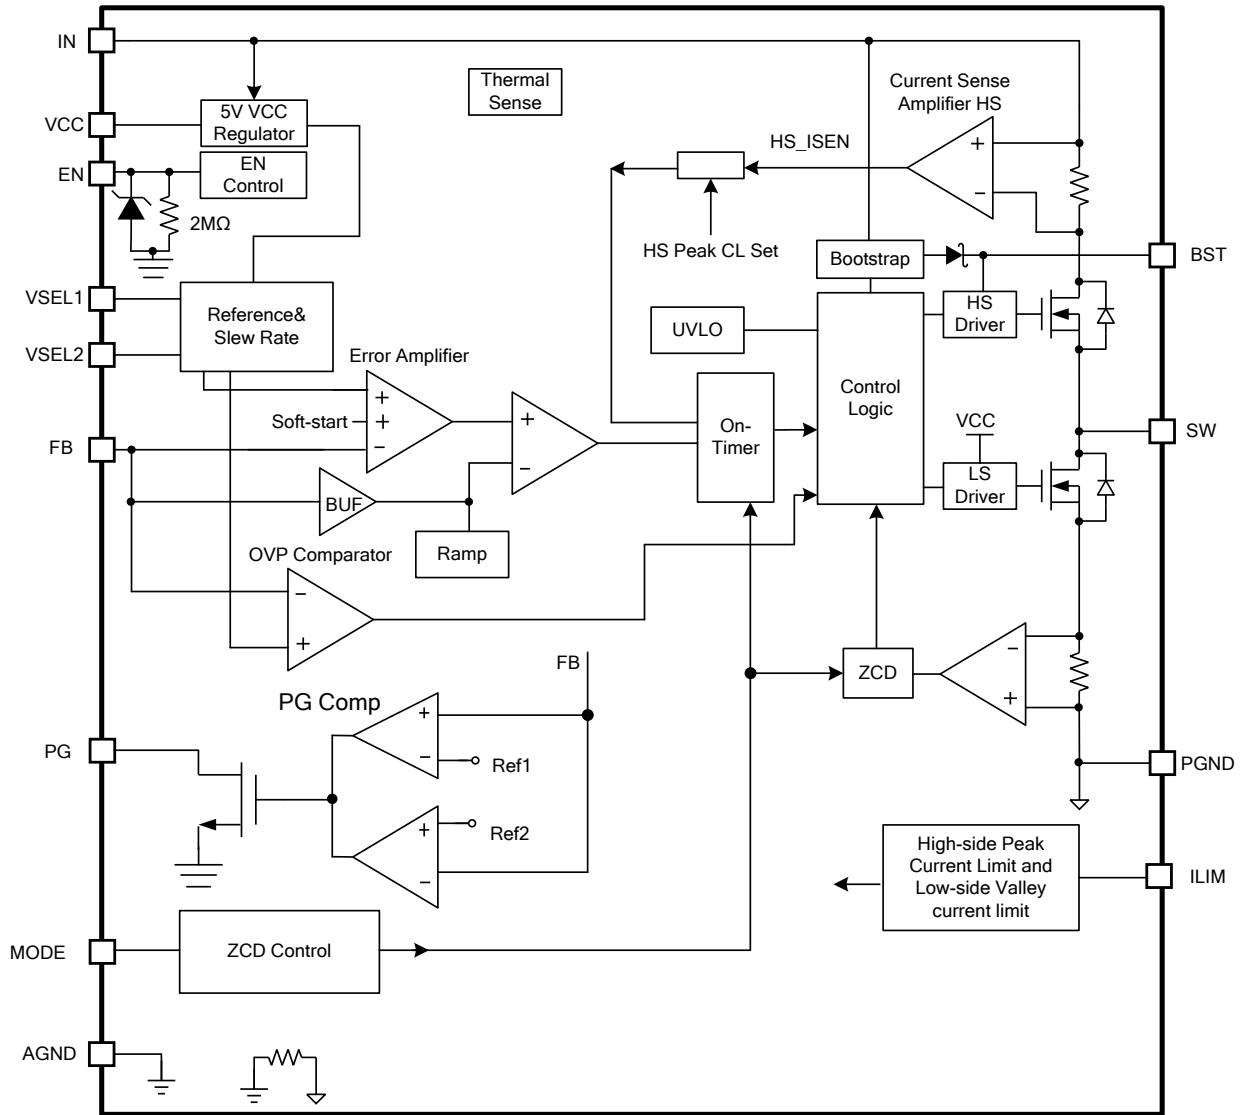 IN
Thermal
Sense
Current Sense
Amplifier HS
VCC
5V VCC
Regulator
+
−
HS_ISEN
EN
EN
Control
2MΩ
HS Peak CL Set
Bootstrap
BST
VSEL1
VSEL2
Reference&
Slew Rate
UVLO
HS
Driver
Error Amplifier
Control
Logic
+
Soft-start
+
−
+
−
On-
Timer
VCC
SW
FB
LS
Driver
BUF
Ramp
OVP Comparator
−
+
FB
ZCD
−
+
PG Comp
PG
+
−
Ref1
PGND
+
−
Ref2
High-side Peak
Current Limit and
Low-side Valley
current limit
ILIM
MODE
ZCD Control
AGND